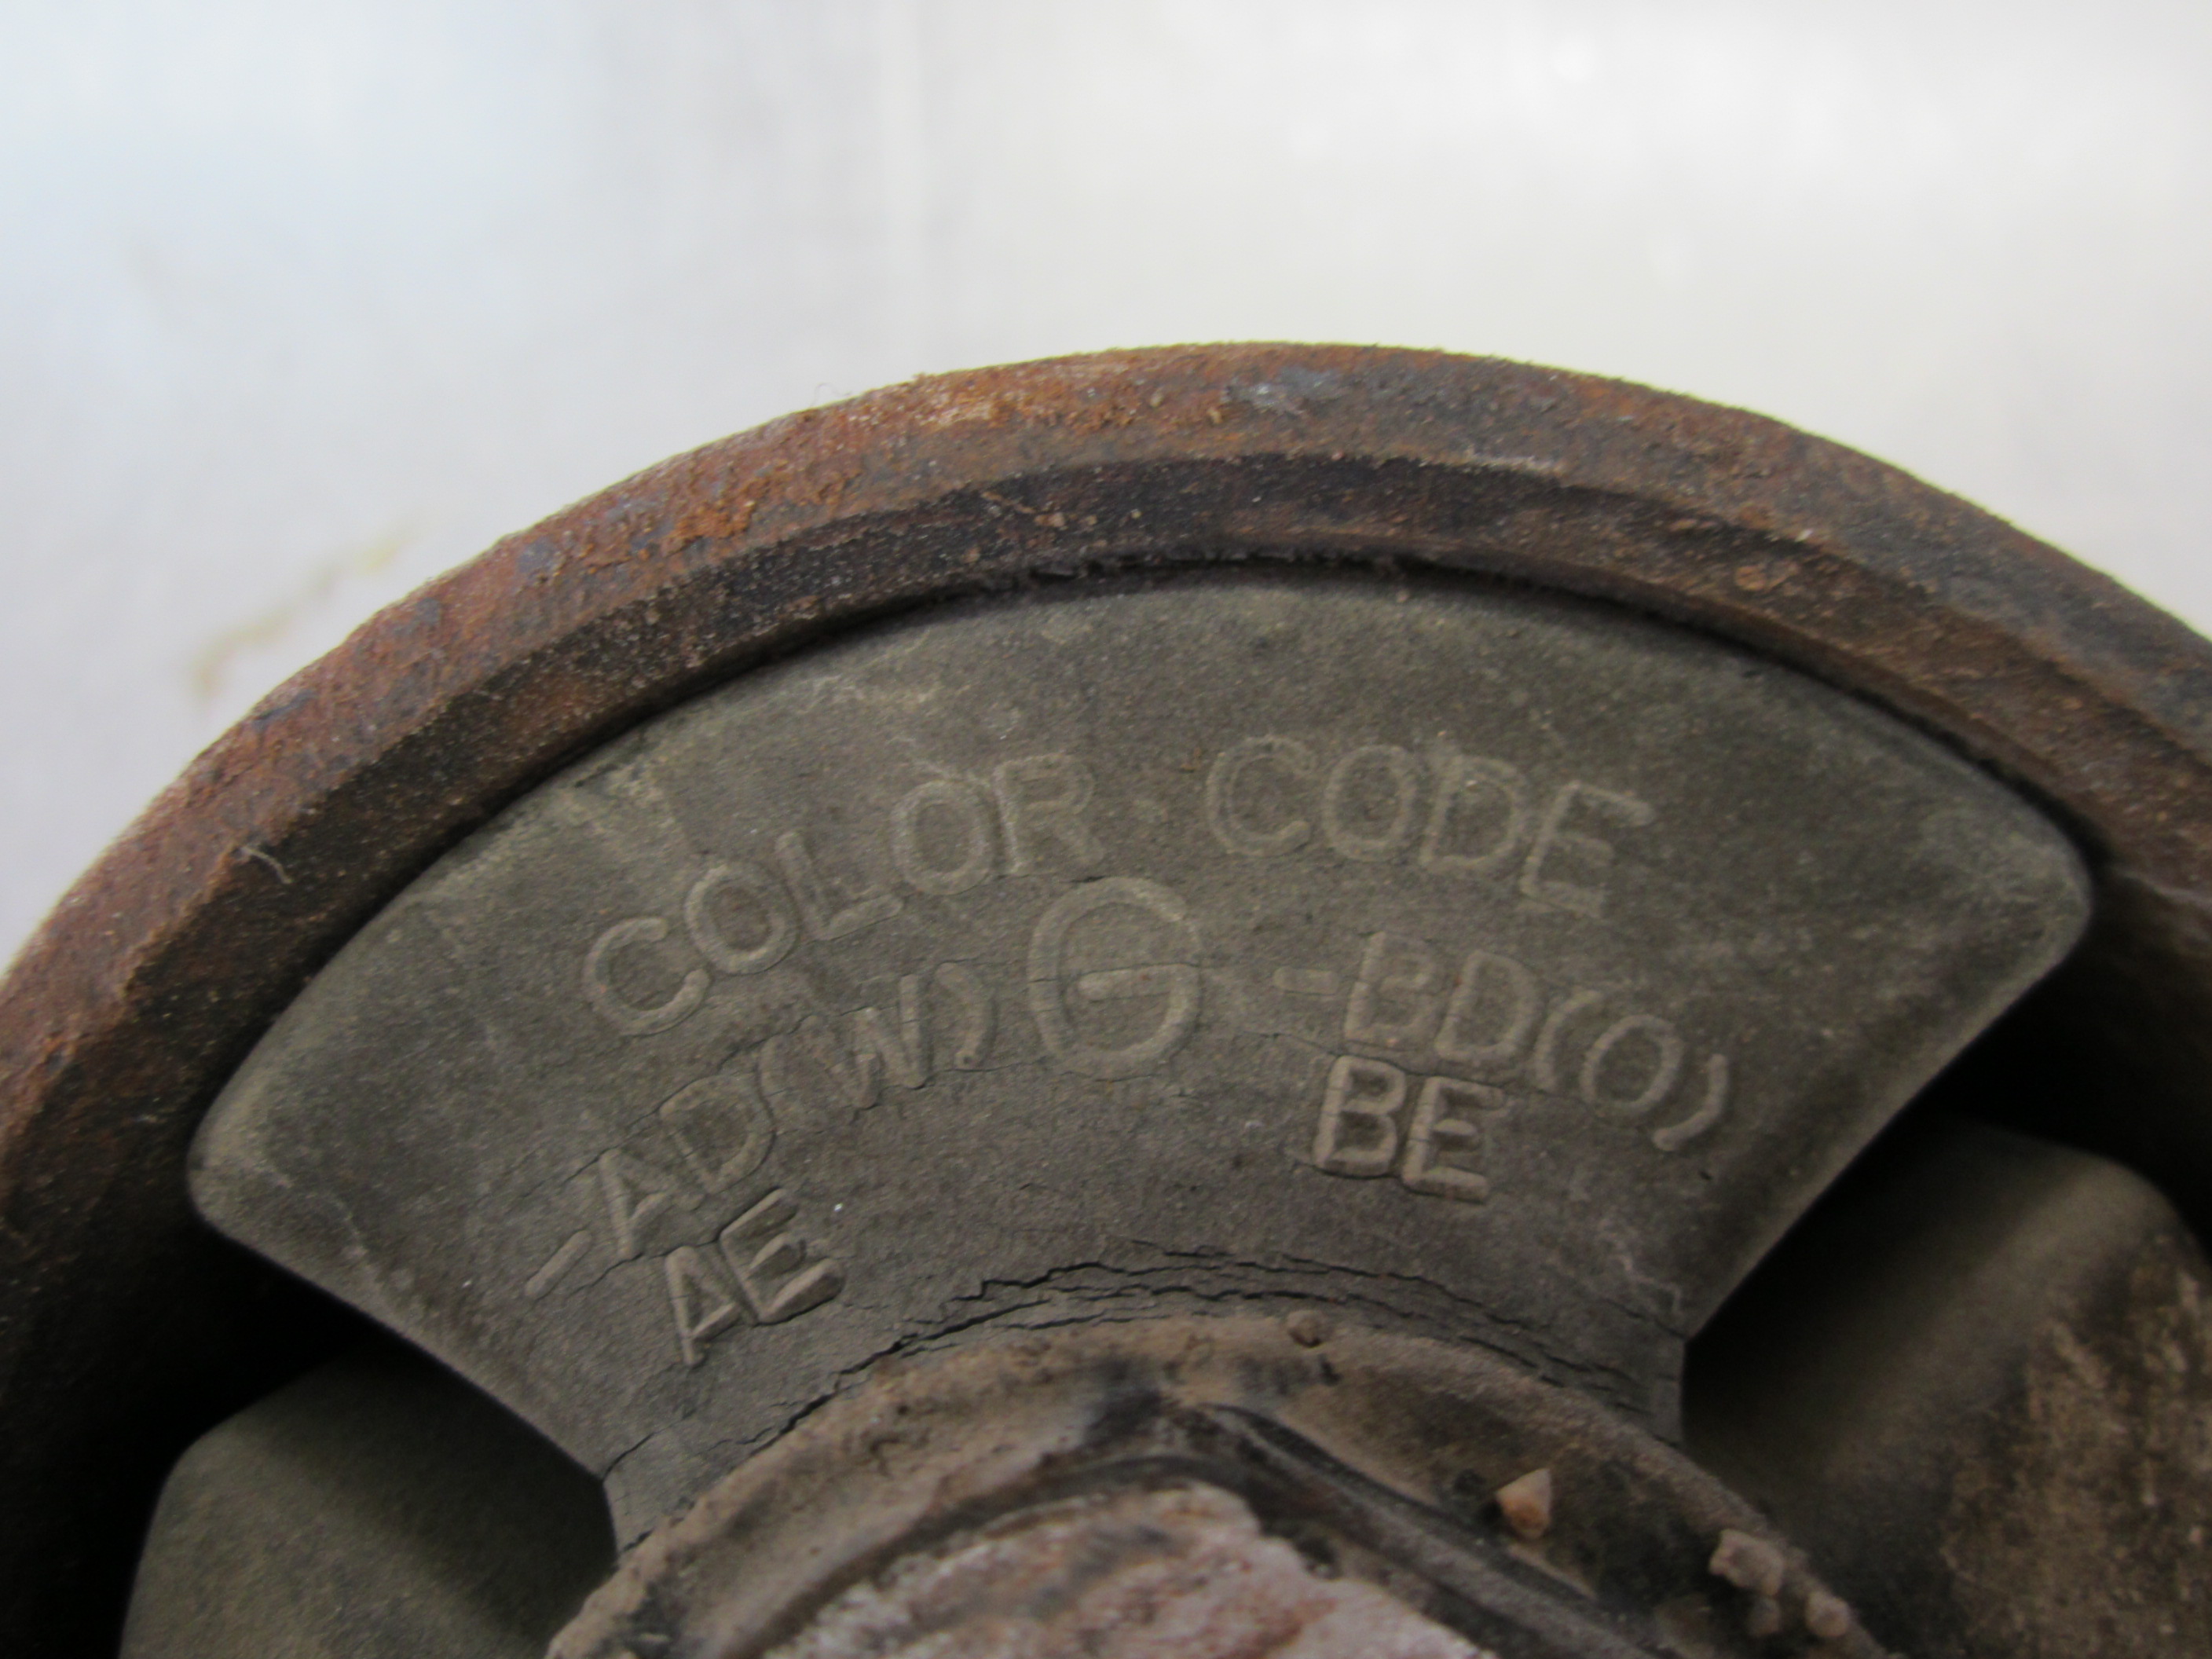 COLOR CODE
-AD(W) G -BD(O)
AE BE